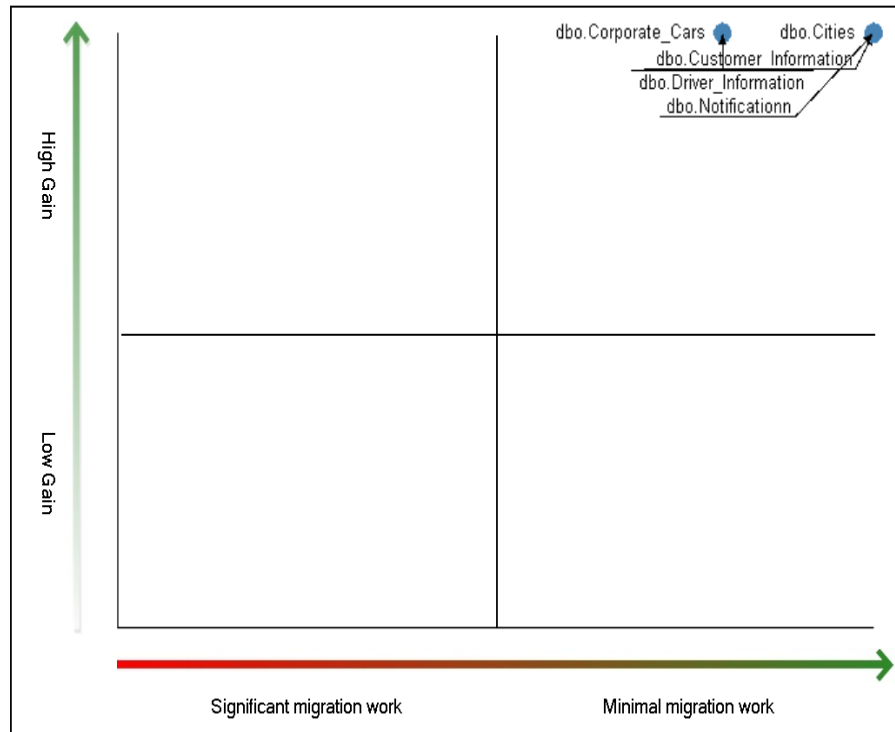 dbo.Corporate_Cars
dbo.Cities
dbo.Customer_Information
dbo.Driver_Information
dbo.Notificationn
High Gain
Low Gain
Significant migration work
Minimal migration work